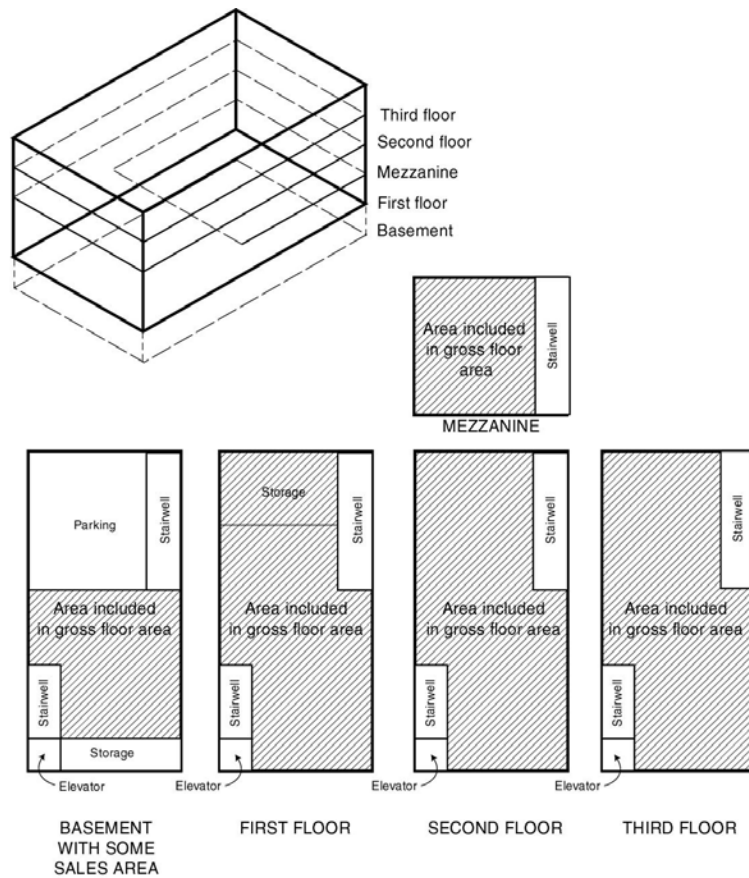 Third floor
Second floor
Mezzanine
First floor
Basement
Area included
in gross floor
area
Stairwell
MEZZANINE
Parking
Stairwell
Area included
in gross floor area
Stairwell
Storage
Elevator
BASEMENT
WITH SOME
SALES AREA
Storage
Stairwell
Area included
in gross floor area
Stairwell
Elevator
FIRST FLOOR
Stairwell
Area included
in gross floor area
Stairwell
Elevator
SECOND FLOOR
Stairwell
Area included
in gross floor area
Stairwell
Elevator
THIRD FLOOR